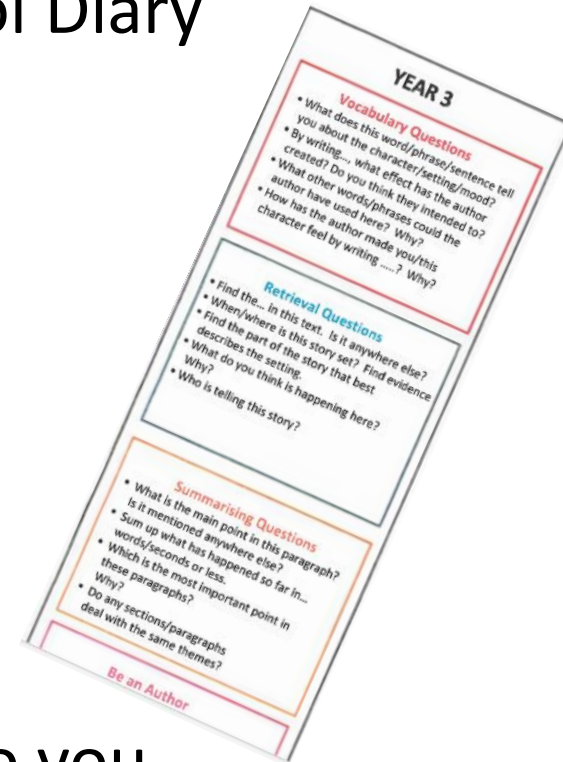 ol Diary
YEAR 3
Vocabulary Questions
• What does this word/phrase/sentence tell
you about the character/setting/mood?
• By writing..., what effect has the author
created? Do you think they intended to?
• What other words/phrases could the
author have used here? Why?
• How has the author made you/this
character feel by writing .....? Why?
Retrieval Questions
• Find the... in this text. Is it anywhere else?
• When/where is this story set? Find evidence
• Find the part of the story that best
describes the setting.
• What do you think is happening here?
Why?
• Who is telling this story?
Summarising Questions
• What is the main point in this paragraph?
Is it mentioned anywhere else?
• Sum up what has happened so far in...
words/seconds or less.
• Which is the most important point in
these paragraphs?
Why?
• Do any sections/paragraphs
deal with the same themes?
Be an Author
you